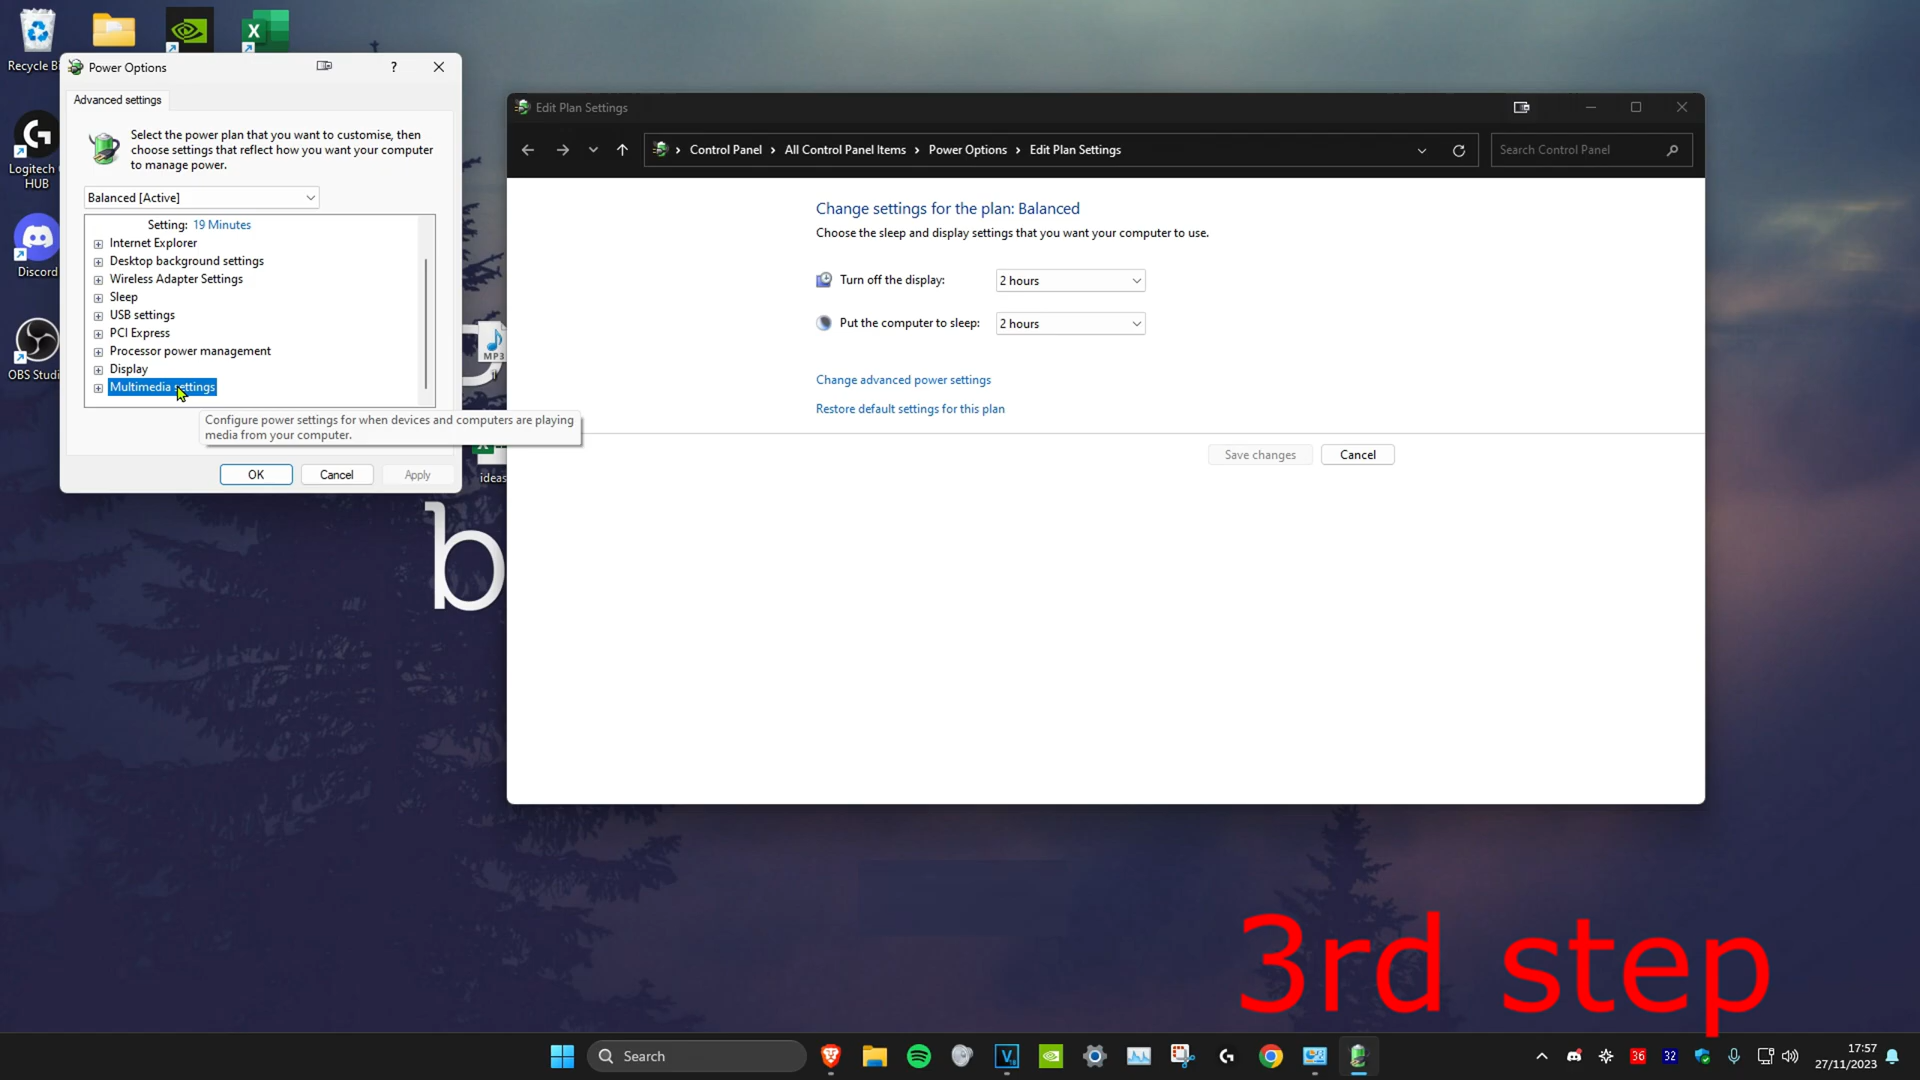 Recycle Bi
Logitech
HUB
Discord
OBS Studi
MP3
ideas
b
Power Options
?
Advanced settings
Select the power plan that you want to customise, then
choose settings that reflect how you want your computer
to manage power.
Balanced [Active]
Setting: 19 Minutes
Internet Explorer
Desktop background settings
Wireless Adapter Settings
Sleep
USB settings
PCI Express
Processor power management
Display
Multimedia settings
Configure power settings for when devices and computers are playing
media from your computer.
OK Cancel Apply
Edit Plan Settings
Control Panel > All Control Panel Items > Power Options > Edit Plan Settings
Search Control Panel
Change settings for the plan: Balanced
Choose the sleep and display settings that you want your computer to use.
Turn off the display: 2 hours
Put the computer to sleep: 2 hours
Change advanced power settings
Restore default settings for this plan
Save changes Cancel
3rd step
Search
36 32
17:57
27/11/2023